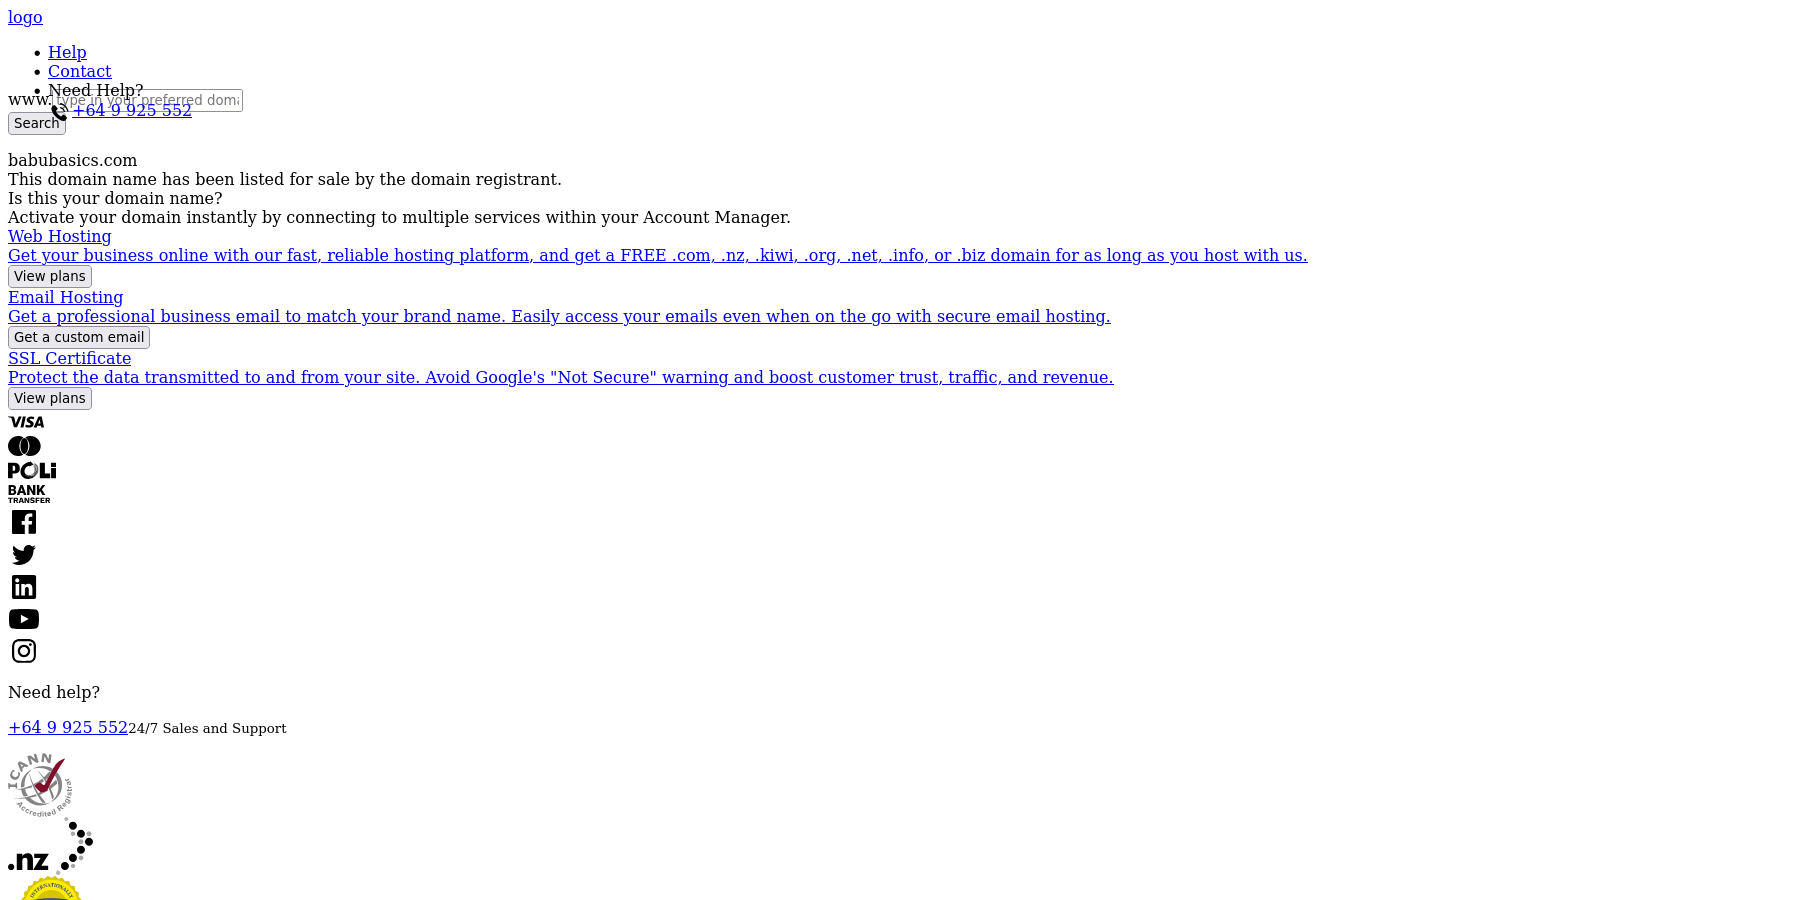 logo
Help
Contact
Need Help?
+64 9 925 552
www.
type in your preferred doma
Search
babubasics.com
This domain name has been listed for sale by the domain registrant.
Is this your domain name?
Activate your domain instantly by connecting to multiple services within your Account Manager.
Web Hosting
Get your business online with our fast, reliable hosting platform, and get a FREE .com, .nz, .kiwi, .org, .net, .info, or .biz domain for as long as you host with us.
View plans
Email Hosting
Get a professional business email to match your brand name. Easily access your emails even when on the go with secure email hosting.
Get a custom email
SSL Certificate
Protect the data transmitted to and from your site. Avoid Google's "Not Secure" warning and boost customer trust, traffic, and revenue.
View plans
VISA
POLi
BANK
TRANSFER
Need help?
+64 9 925 552 24/7 Sales and Support
ICANN
Accredited Registrar
.nz
INTERNATIONALLY